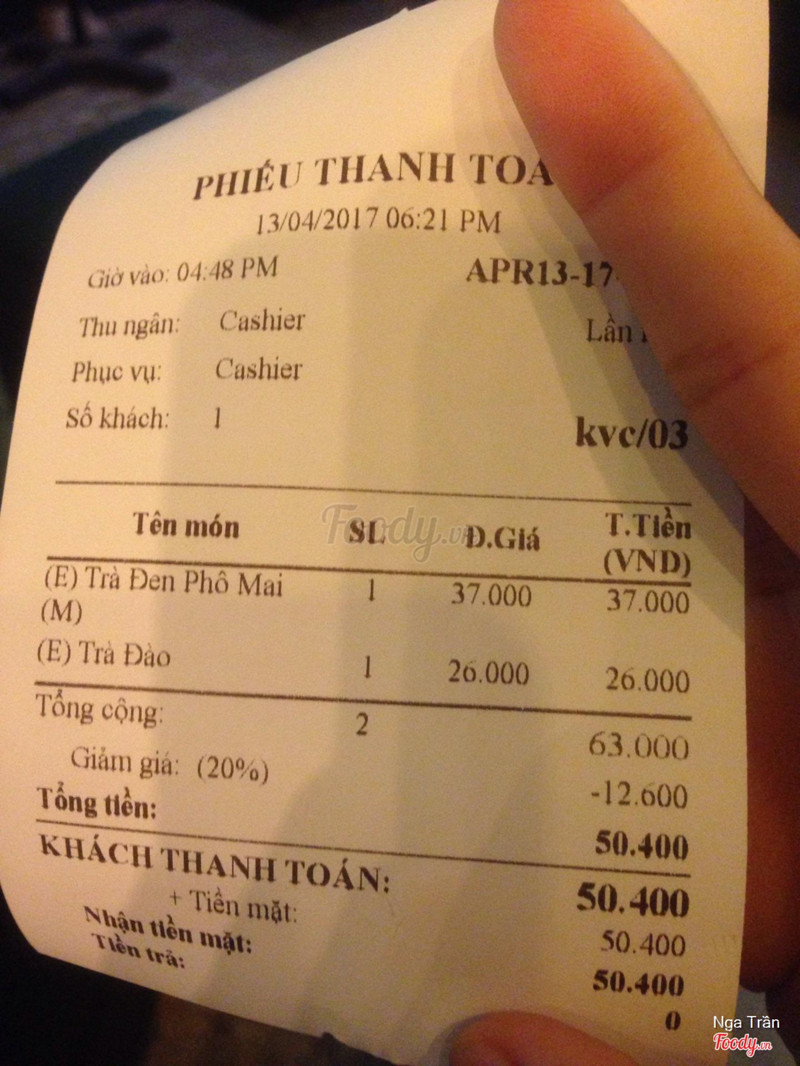 PHIẾU THANH TOÁ
13/04/2017 06:21 PM
Giờ vào: 04:48 PM APR13-17
Thu ngân: Cashier Lần
Phục vụ: Cashier
Số khách: 1 kvc/03
Tên món SL Đ.Giá T.Tiền (VND)
(E) Trà Đen Phô Mai 1 37.000 37.000
(M)
(E) Trà Đào 1 26.000 26.000
Tổng cộng: 2 63.000
Giảm giá: (20%) -12.600
Tổng tiền: 50.400
KHÁCH THANH TOÁN: 50.400
+ Tiền mặt: 50.400
Nhận tiền mặt: 50.400
Tiền trả: 0
Foody.vn
Nga Trần
Foody.vn